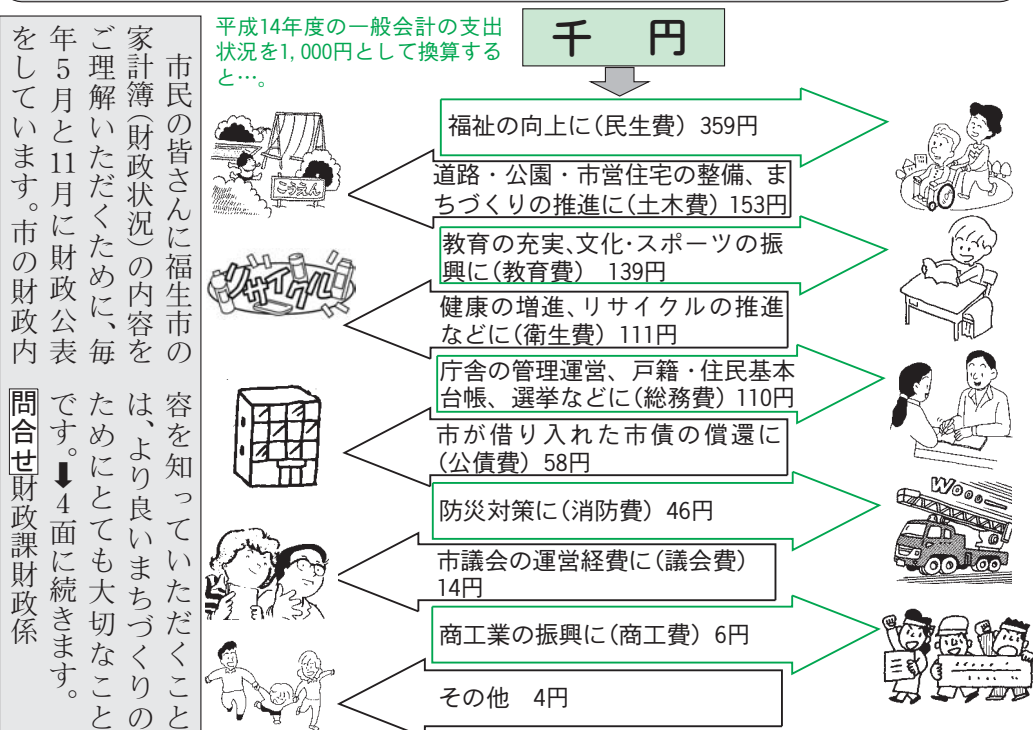 市民の皆さんに福生市の
家計簿(財政状況)の内容を
ご理解いただくために、毎
年5月と11月に財政公表
をしています。市の財政内
容を知っていただくこと
は、より良いまちづくりの
ためにとても大切なこと
です。➡4面に続きます。
問合せ財政課財政係
平成14年度の一般会計の支出
状況を1,000円として換算する
と…。
千 円
福祉の向上に(民生費) 359円
道路・公園・市営住宅の整備、ま
ちづくりの推進に(土木費) 153円
教育の充実、文化・スポーツの振
興に(教育費) 139円
健康の増進、リサイクルの推進
などに(衛生費) 111円
庁舎の管理運営、戸籍・住民基本
台帳、選挙などに(総務費) 110円
市が借り入れた市債の償還に
(公債費) 58円
防災対策に(消防費) 46円
市議会の運営経費に(議会費)
14円
商工業の振興に(商工費) 6円
その他 4円
こうえん
リサイクル
Wooo—